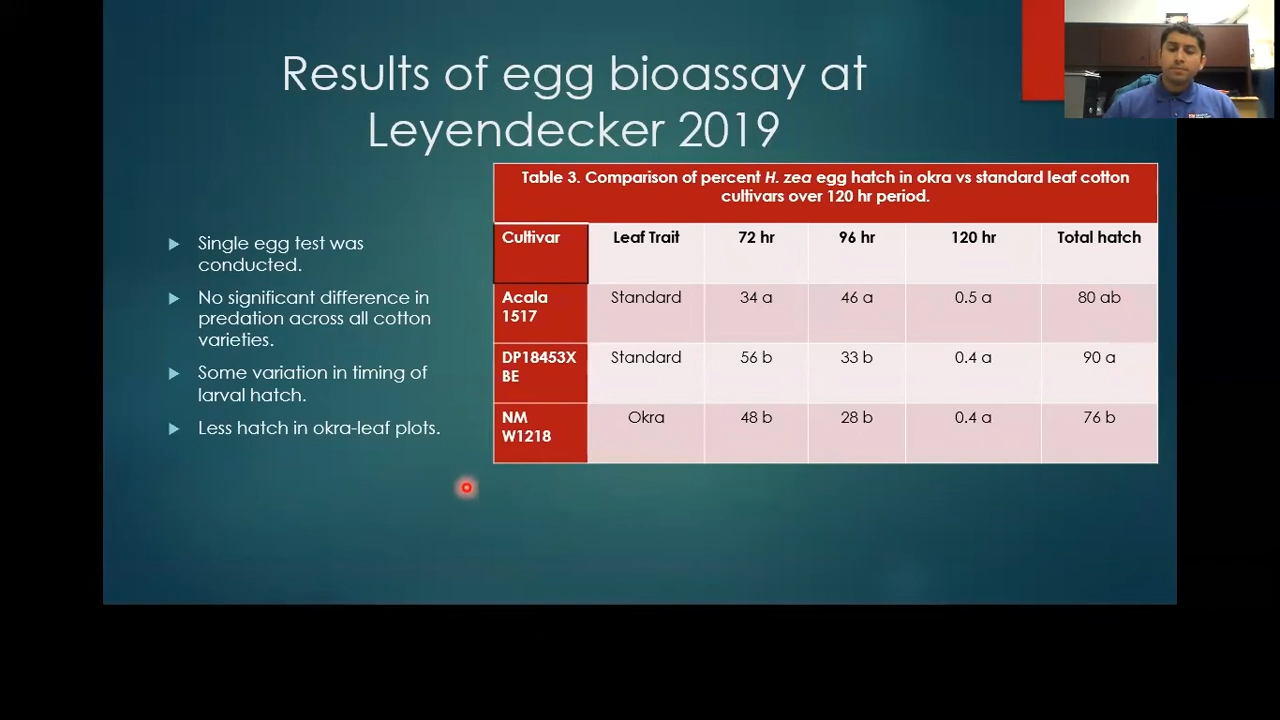 Results of egg bioassay at
Leyendecker 2019
Single egg test was
conducted.
No significant difference in
predation across all cotton
varieties.
Some variation in timing of
larval hatch.
Less hatch in okra-leaf plots.
Table 3. Comparison of percent H. zea egg hatch in okra vs standard leaf cotton
cultivars over 120 hr period.
Cultivar Leaf Trait 72 hr 96 hr 120 hr Total hatch
Acala
1517 Standard 34 a 46 a 0.5 a 80 ab
DP18453X
BE Standard 56 b 33 b 0.4 a 90 a
NM
W1218 Okra 48 b 28 b 0.4 a 76 b